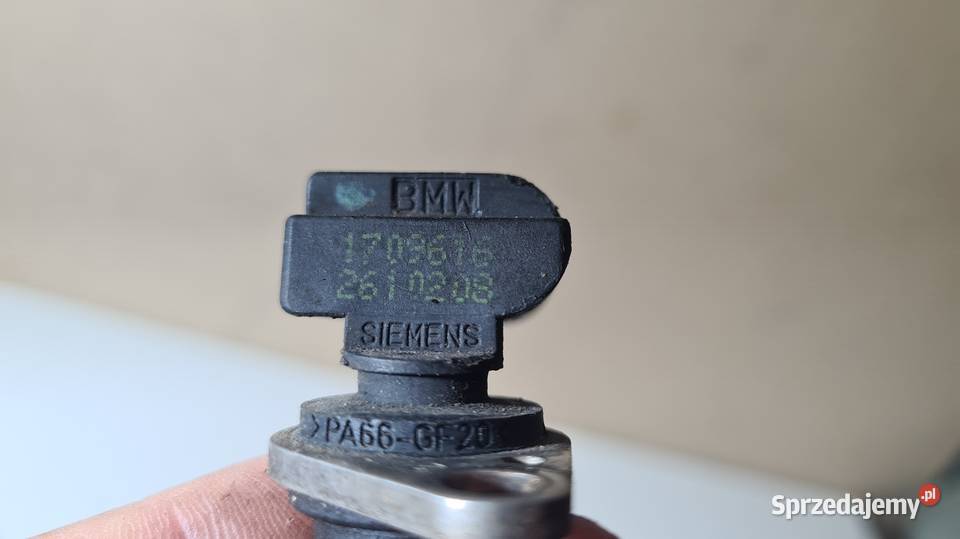 BMW
1709616
2610208
SIEMENS
>PA66-GF20
Sprzedajemy.pl